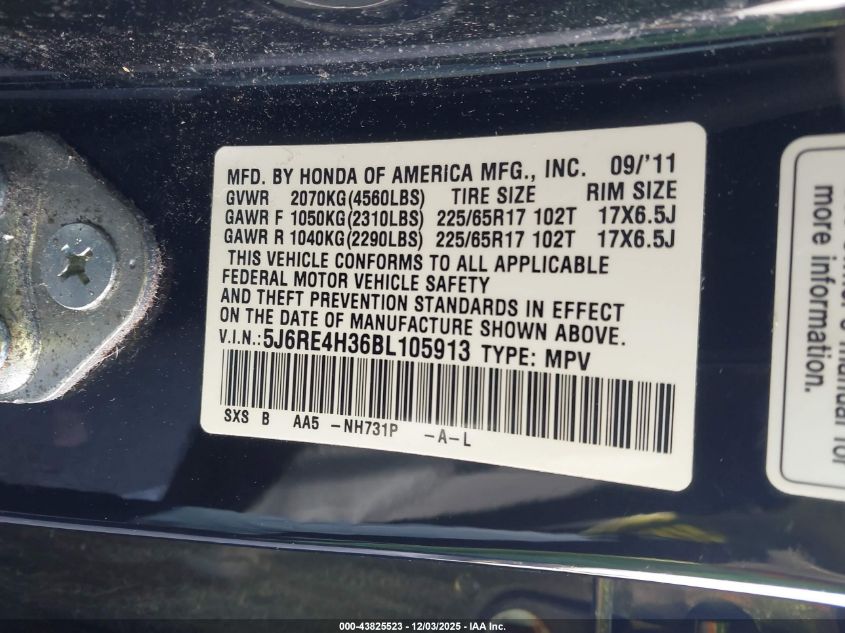 MFD. BY HONDA OF AMERICA MFG., INC. 09/'11
GVWR 2070KG(4560LBS) TIRE SIZE RIM SIZE
GAWR F 1050KG(2310LBS) 225/65R17 102T 17X6.5J
GAWR R 1040KG(2290LBS) 225/65R17 102T 17X6.5J
THIS VEHICLE CONFORMS TO ALL APPLICABLE
FEDERAL MOTOR VEHICLE SAFETY
AND THEFT PREVENTION STANDARDS IN EFFECT
ON THE DATE OF MANUFACTURE SHOWN ABOVE.
V.I.N.:5J6RE4H36BL105913 TYPE: MPV
SXS B AA5 -NH731P -A-L
manual for
more information.
000-43825523 - 12/03/2025 - IAA Inc.